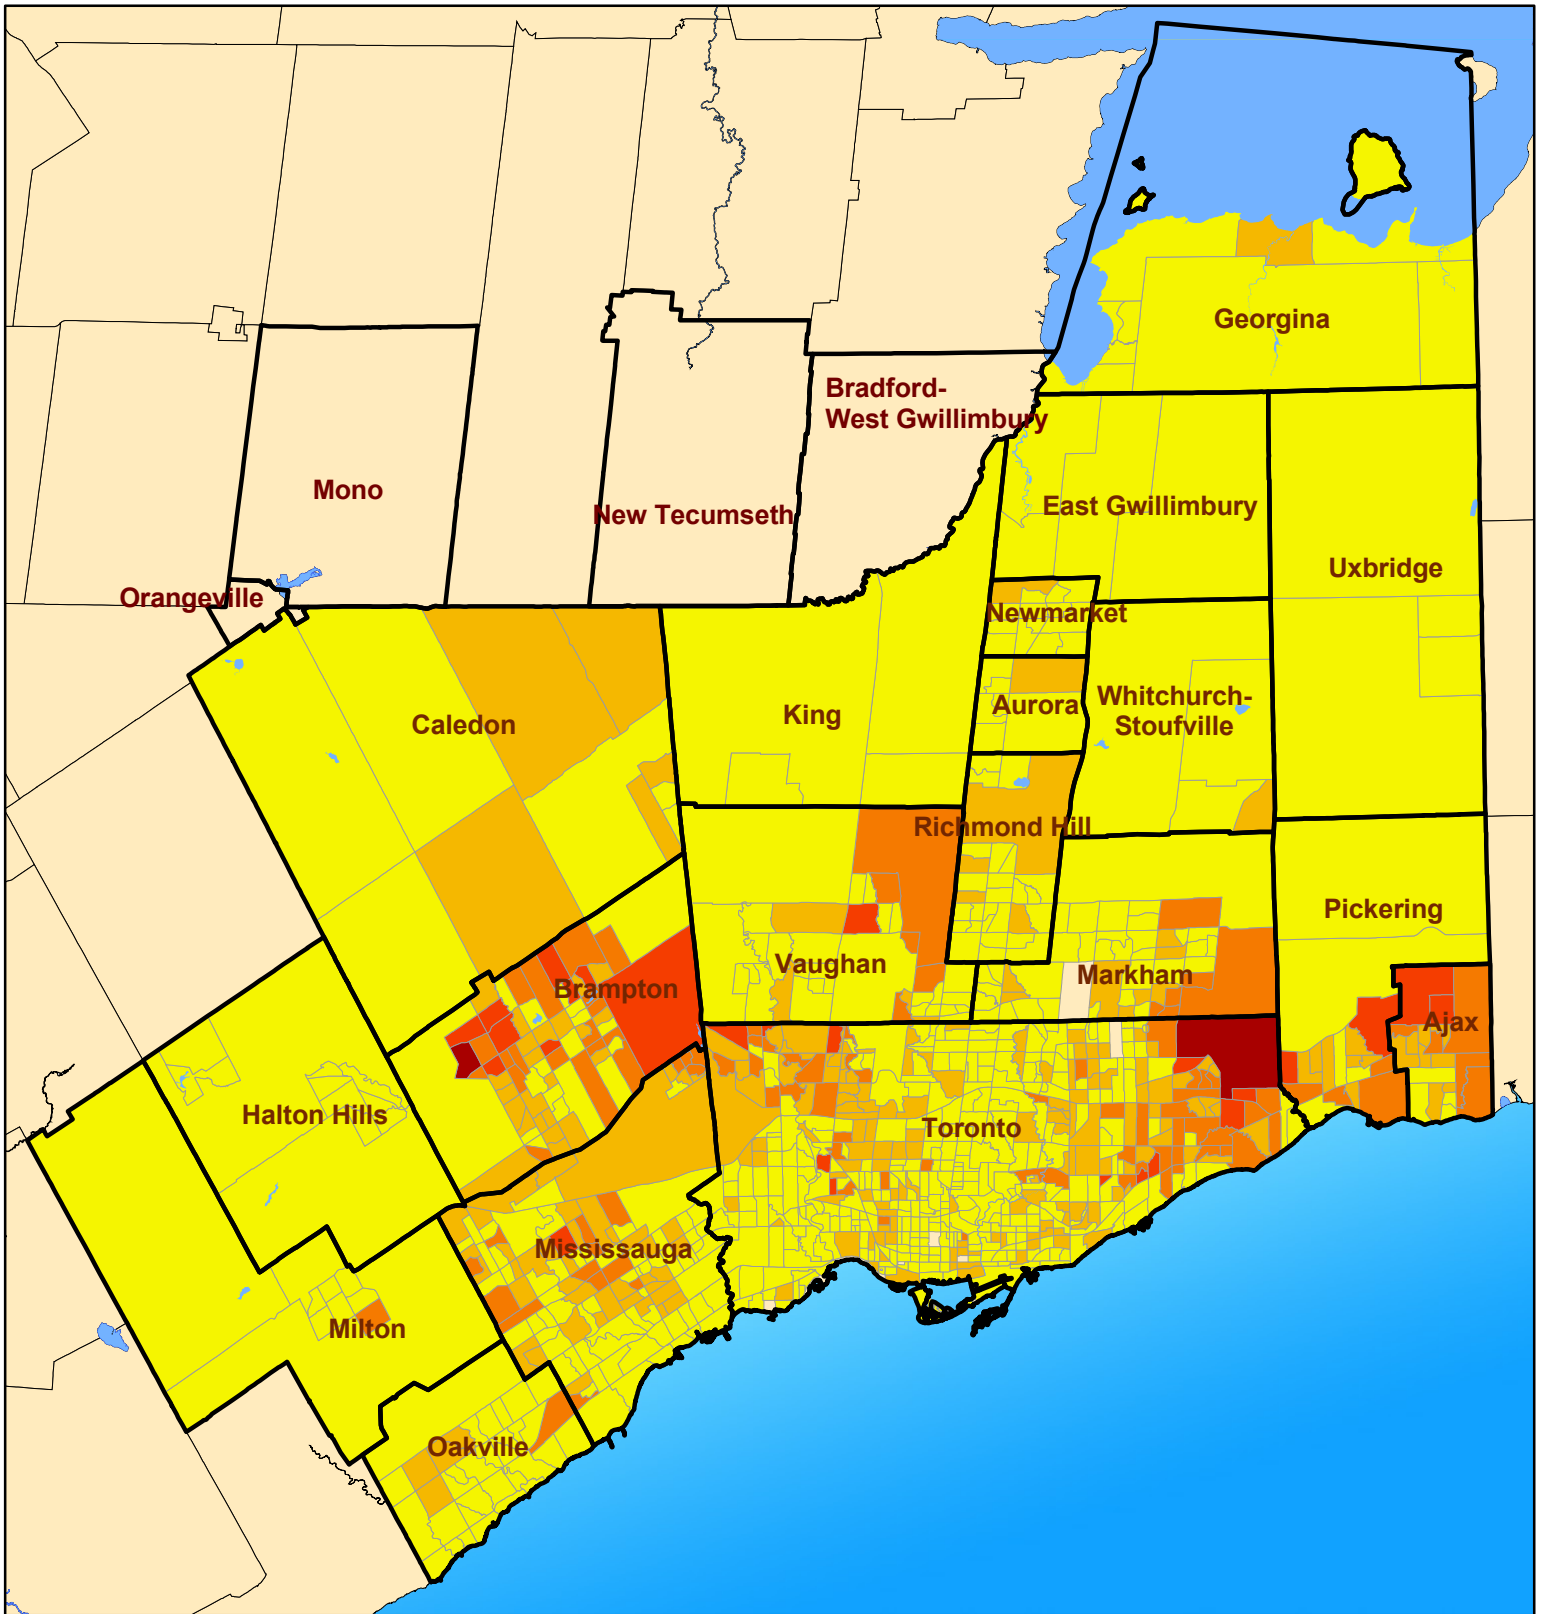 Georgina
Bradford-
West Gwillimbury
Mono
New Tecumseth
East Gwillimbury
Uxbridge
Orangeville
Newmarket
Caledon
King
Aurora
Whitchurch-
Stoufville
Richmond Hill
Pickering
Vaughan
Markham
Brampton
Ajax
Halton Hills
Toronto
Mississauga
Milton
Oakville